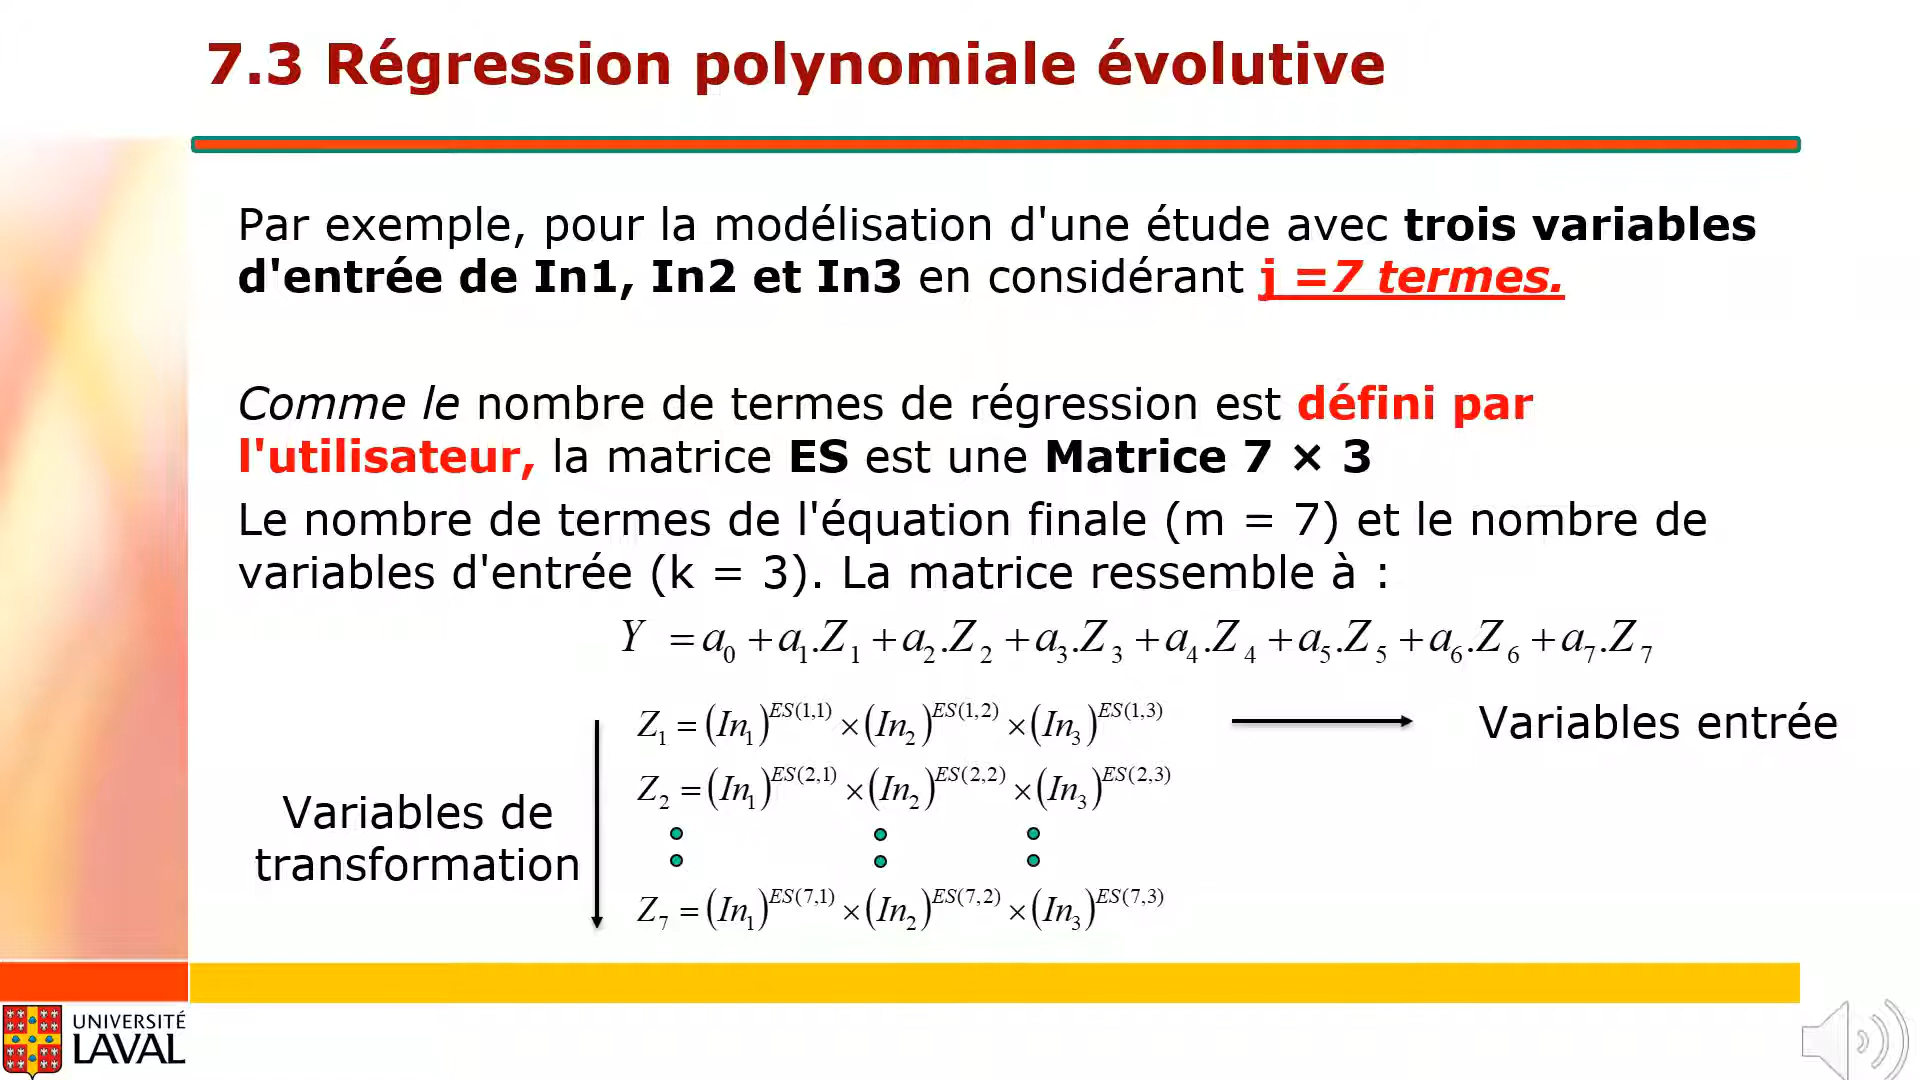 7.3 Régression polynomiale évolutive
Par exemple, pour la modélisation d'une étude avec trois variables
d'entrée de In1, In2 et In3 en considérant j =7 termes.
Comme le nombre de termes de régression est défini par
l'utilisateur, la matrice ES est une Matrice 7 × 3
Le nombre de termes de l'équation finale (m = 7) et le nombre de
variables d'entrée (k = 3). La matrice ressemble à :
Y = a₀ + a₁.Z₁ + a₂.Z₂ + a₃.Z₃ + a₄.Z₄ + a₅.Z₅ + a₆.Z₆ + a₇.Z₇
Z₁ = (In₁)^ES(1,1) × (In₂)^ES(1,2) × (In₃)^ES(1,3)
Variables entrée
Z₂ = (In₁)^ES(2,1) × (In₂)^ES(2,2) × (In₃)^ES(2,3)
Variables de
transformation
Z₇ = (In₁)^ES(7,1) × (In₂)^ES(7,2) × (In₃)^ES(7,3)
UNIVERSITÉ
LAVAL